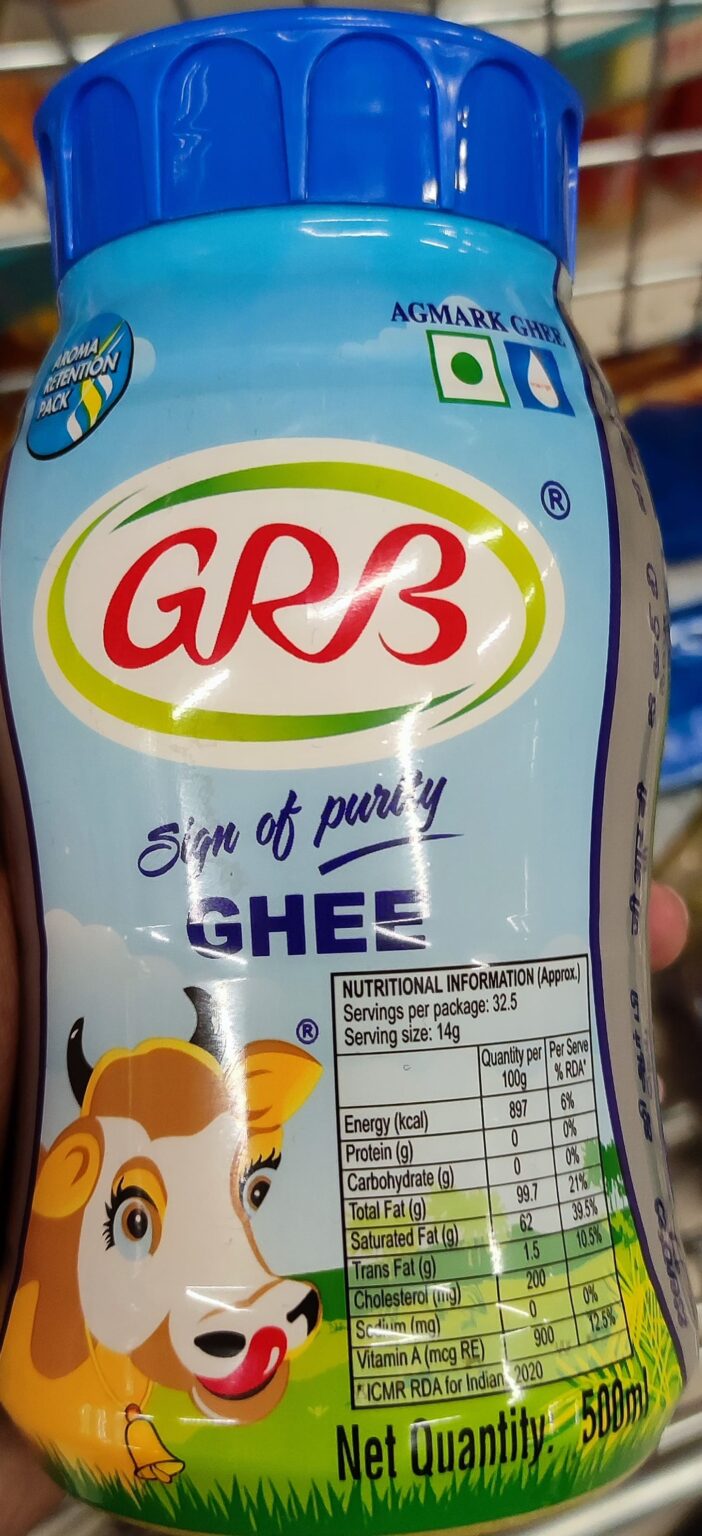 AGMARK GHEE
AROMA
RETENTION
PACK
GRB
®
Sign of purity
GHEE
®
NUTRITIONAL INFORMATION (Approx.)
Servings per package: 32.5
Serving size: 14g
Quantity per 100g Per Serve % RDA*
Energy (kcal) 897 6%
Protein (g) 0 0%
Carbohydrate (g) 0 0%
Total Fat (g) 99.7 21%
Saturated Fat (g) 62 39.5%
Trans Fat (g) 1.5 10.5%
Cholesterol (mg) 200
Sodium (mg) 0 0%
Vitamin A (mcg RE) 900 12.5%
*ICMR RDA for Indian 2020
Net Quantity: 500ml